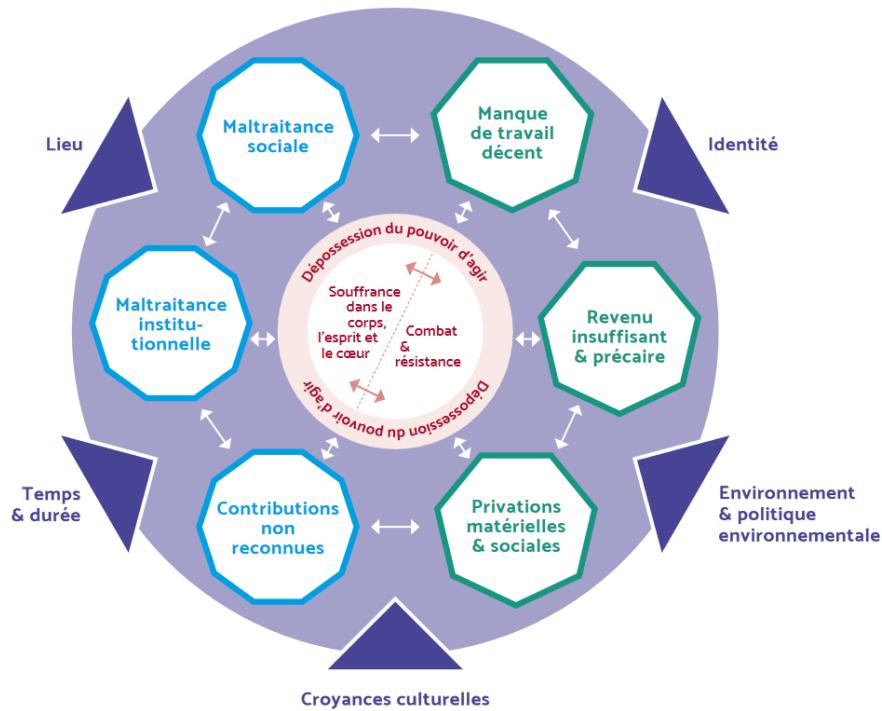 Maltraitance
sociale
Manque
de travail
décent
Lieu
Identité
Dépossession du pouvoir d'agir
Maltraitance
institu-
tionnelle
Souffrance
dans le
corps,
l'esprit et
le cœur
Combat
&
résistance
Revenu
insuffisant
& précaire
Dépossession du pouvoir d'agir
Temps
& durée
Contributions
non
reconnues
Privations
matérielles
& sociales
Environnement
& politique
environnementale
Croyances culturelles